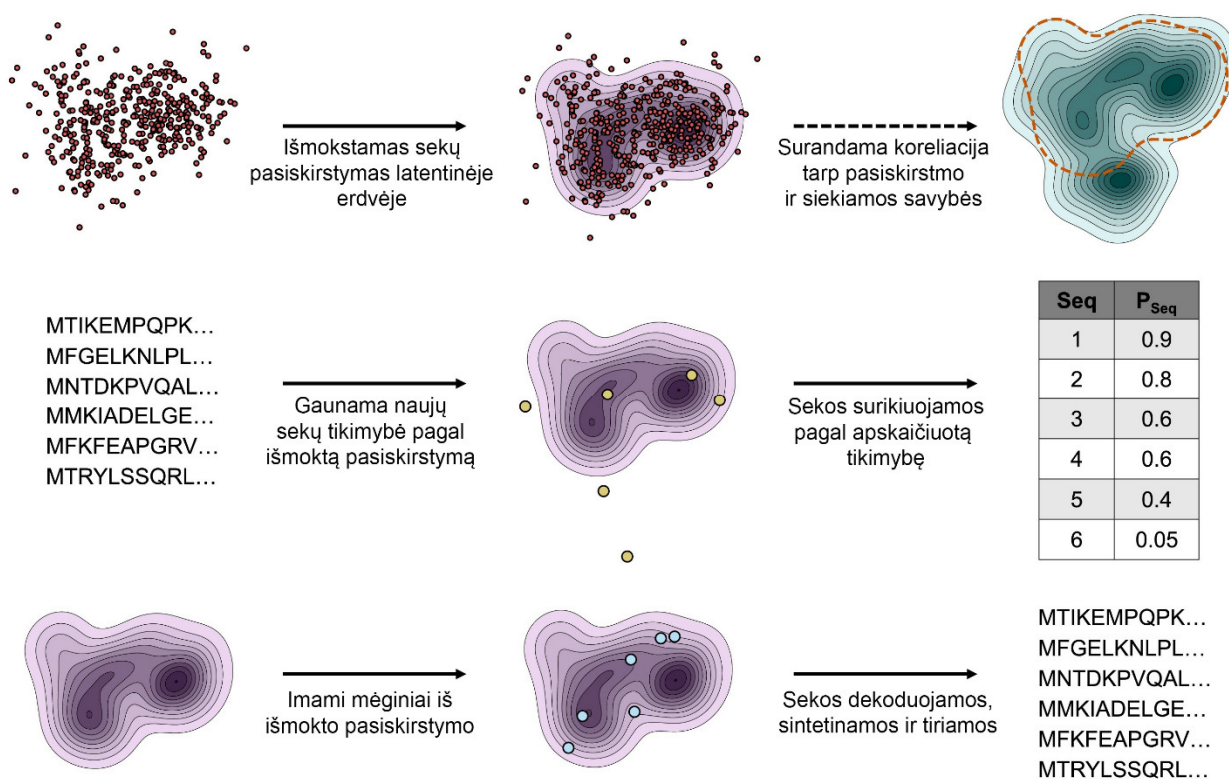 Išmokstamas sekų
pasiskirstymas latentinėje
erdvėje
Surandama koreliacija
tarp pasiskirstmo
ir siekiamos savybės
MTIKEMPQPK…
MFGELKNLPL…
MNTDKPVQAL…
MMKIADELGE…
MFKFEAPGRV…
MTRYLSSQRL…
Gaunama naujų
sekų tikimybė pagal
išmoktą pasiskirstymą
Sekos surikiuojamos
pagal apskaičiuotą
tikimybę
Seq P_Seq
1 0.9
2 0.8
3 0.6
4 0.6
5 0.4
6 0.05
Imami mėginiai iš
išmokto pasiskirstymo
Sekos dekoduojamos,
sintetinamos ir tiriamos
MTIKEMPQPK…
MFGELKNLPL…
MNTDKPVQAL…
MMKIADELGE…
MFKFEAPGRV…
MTRYLSSQRL…